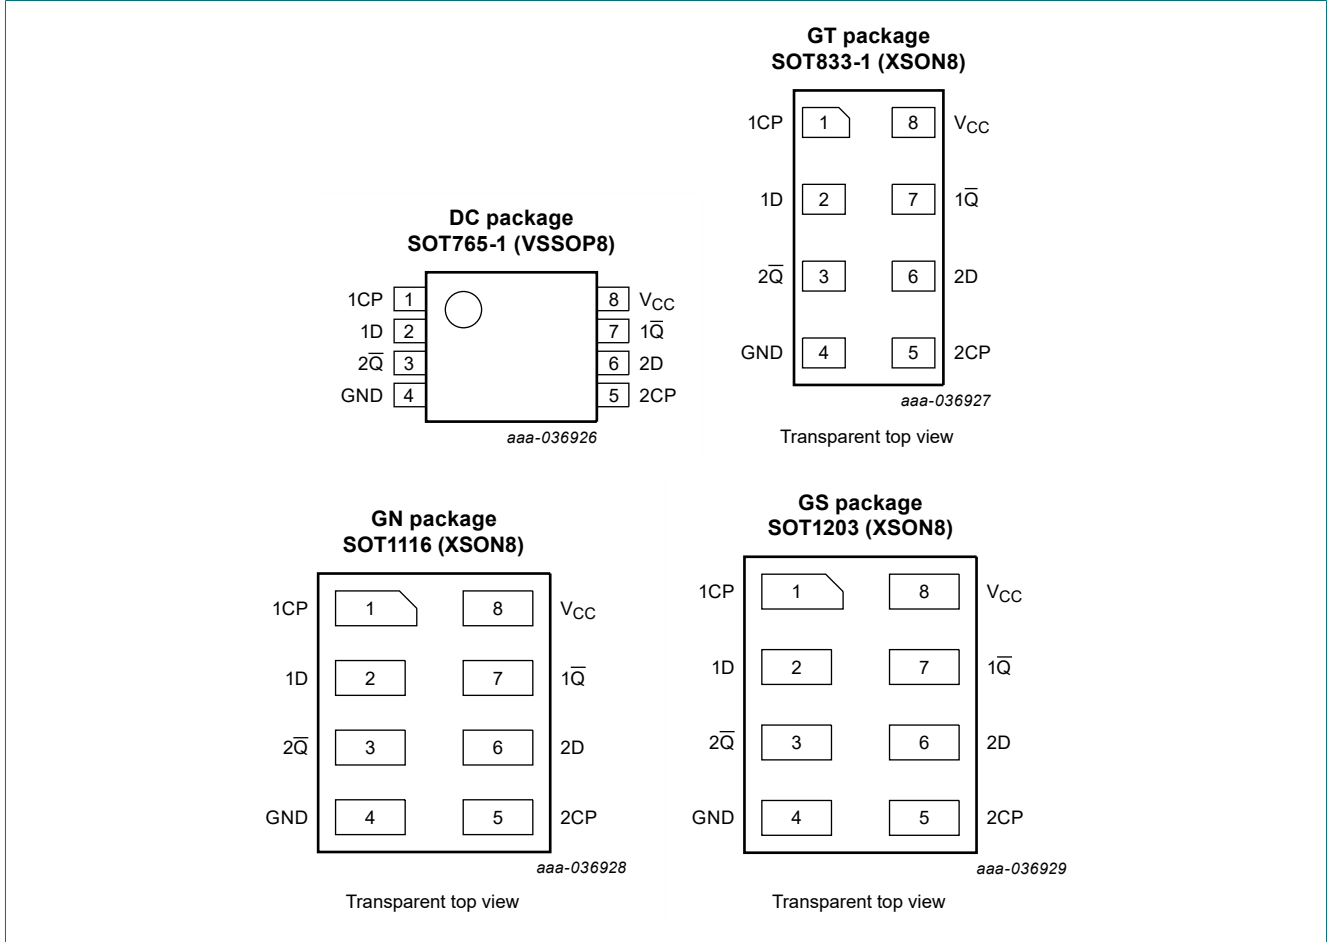 GT package
SOT833-1 (XSON8)
1CP 1 8 VCC
1D 2 7 1Q̅
2Q̅ 3 6 2D
GND 4 5 2CP
aaa-036927
Transparent top view
DC package
SOT765-1 (VSSOP8)
1CP 1 8 VCC
1D 2 7 1Q̅
2Q̅ 3 6 2D
GND 4 5 2CP
aaa-036926
GN package
SOT1116 (XSON8)
1CP 1 8 VCC
1D 2 7 1Q̅
2Q̅ 3 6 2D
GND 4 5 2CP
aaa-036928
Transparent top view
GS package
SOT1203 (XSON8)
1CP 1 8 VCC
1D 2 7 1Q̅
2Q̅ 3 6 2D
GND 4 5 2CP
aaa-036929
Transparent top view